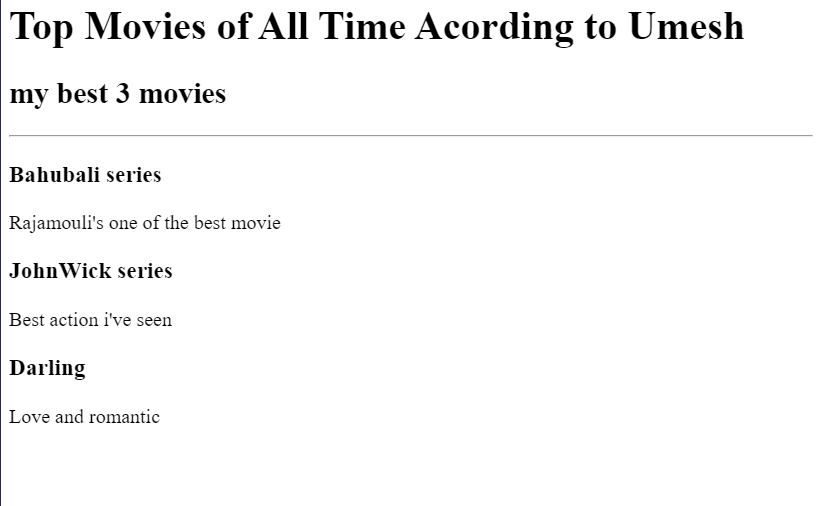 Top Movies of All Time Acording to Umesh
my best 3 movies
Bahubali series
Rajamouli's one of the best movie
JohnWick series
Best action i've seen
Darling
Love and romantic